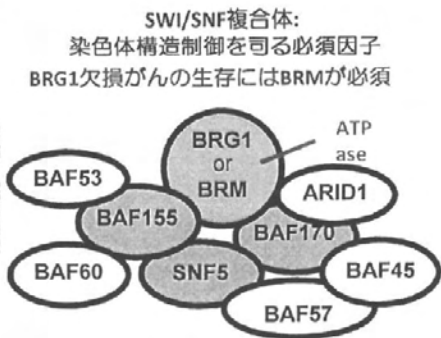 SWI/SNF複合体:
染色体構造制御を司る必須因子
BRG1欠損がんの生存にはBRMが必須
BRG1
or
BRM
ATP
ase
BAF53
ARID1
BAF155
BAF170
BAF60
SNF5
BAF45
BAF57